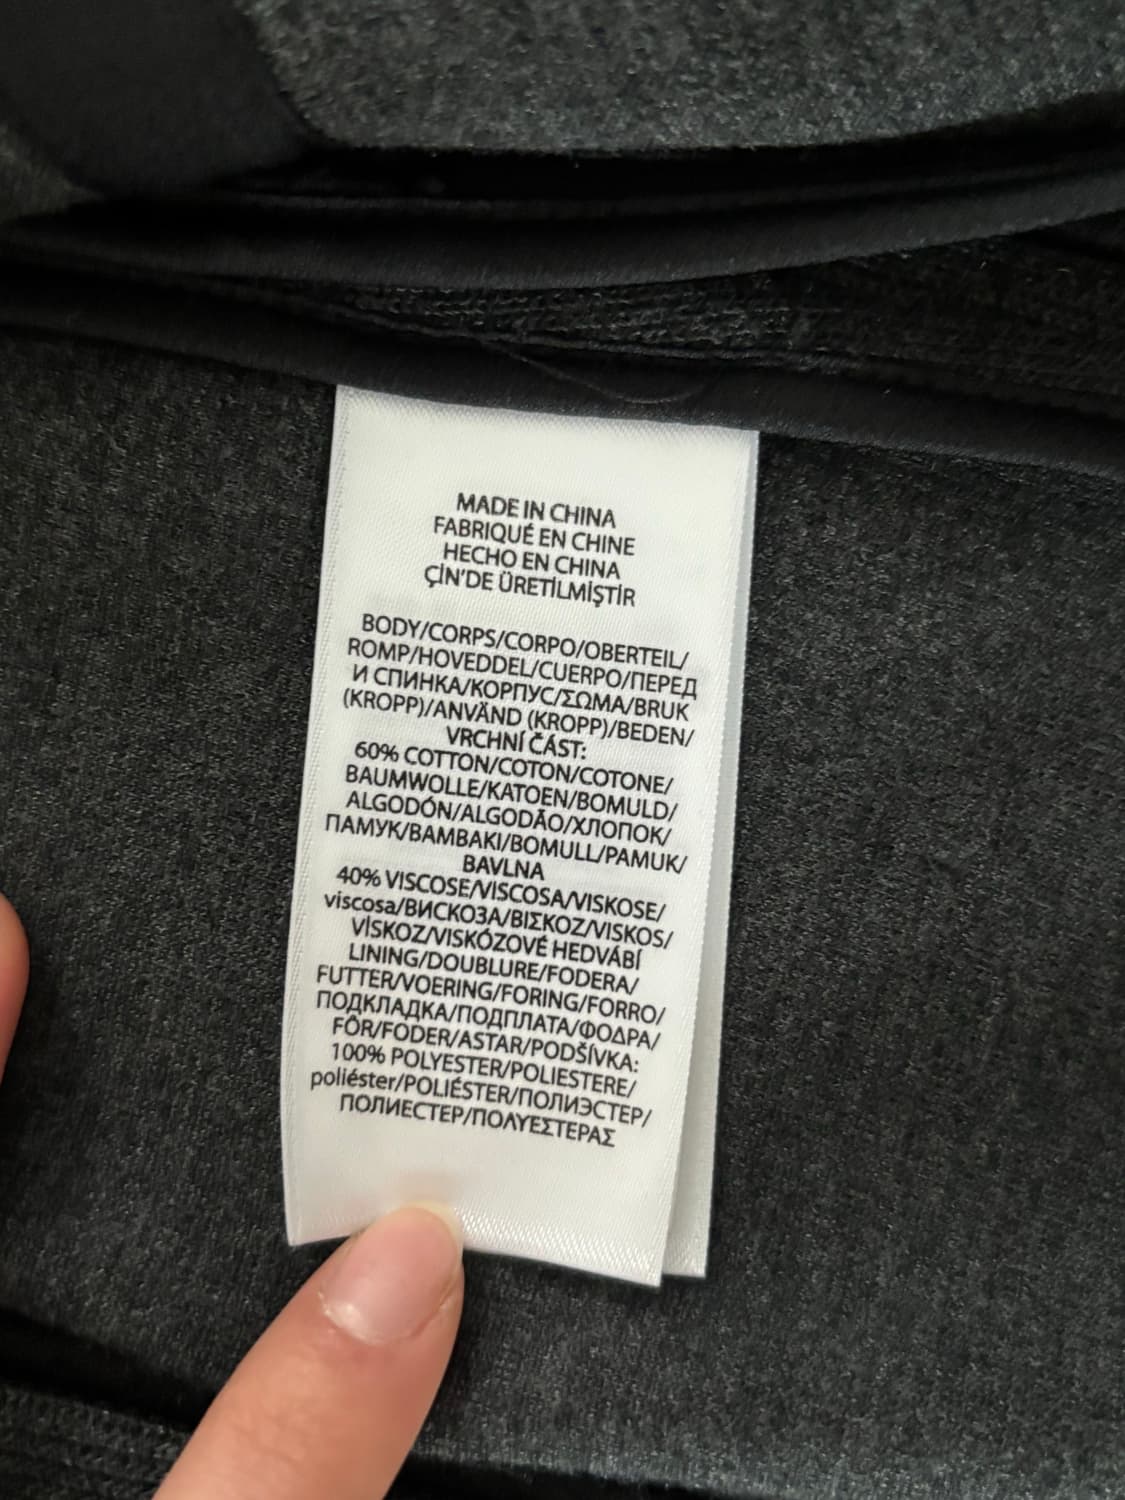 MADE IN CHINA
FABRIQUÉ EN CHINE
HECHO EN CHINA
ÇİN'DE ÜRETİLMİŞTİR
BODY/CORPS/CORPO/OBERTEIL/
ROMP/HOVEDDEL/CUERPO/ПЕРЕД
И СПИНКА/КОРПУС/ΣΩΜΑ/BRUK
(KROPP)/ANVÄND (KROPP)/BEDEN/
VRCHNÍ ČÁST:
60% COTTON/COTON/COTONE/
BAUMWOLLE/KATOEN/BOMULD/
ALGODÓN/ALGODÃO/ХЛОПОК/
ПАМУК/BAMBAKI/BOMULL/PAMUK/
BAVLNA
40% VISCOSE/VISCOSA/VISKOSE/
viscosa/ВИСКОЗА/ΒΙΣΚΟΖ/VISKOS/
VİSKOZ/VISKÓZOVÉ HEDVÁBÍ
LINING/DOUBLURE/FODERA/
FUTTER/VOERING/FORING/FORRO/
ПОДКЛАДКА/ПОДПЛАТА/ΦΟΔΡΑ/
FÔR/FODER/ASTAR/PODŠÍVKA:
100% POLYESTER/POLIESTERE/
poliéster/POLIÉSTER/ПОЛИЭСТЕР/
ПОЛИЕСТЕР/ΠΟΛΥΕΣΤΕΡΑΣ